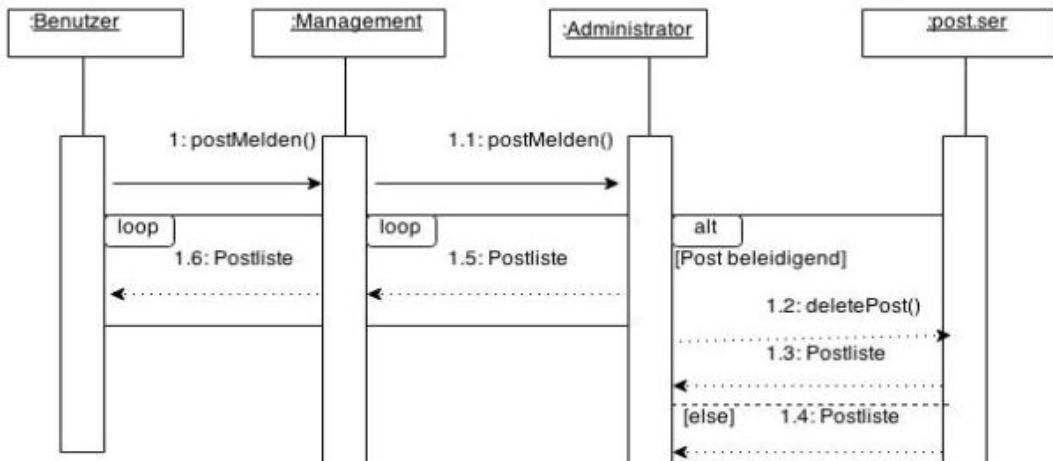 :Benutzer
:Management
:Administrator
:post.ser
1: postMelden()
1.1: postMelden()
loop
loop
alt
1.6: Postliste
1.5: Postliste
[Post beleidigend]
1.2: deletePost()
1.3: Postliste
[else]
1.4: Postliste